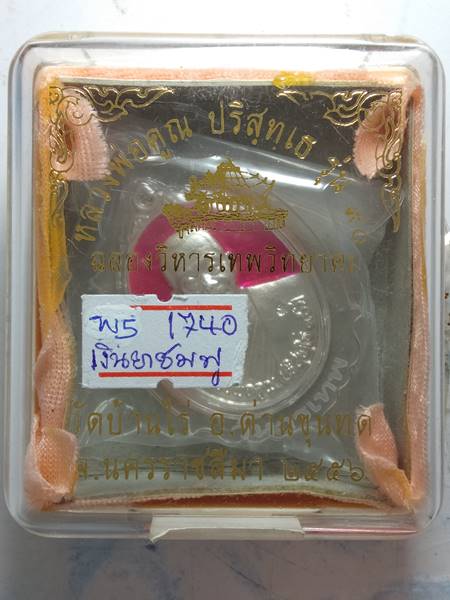 หลวงพ่อคูณ ปริสุทฺเธ
ฉลองวิหารเทพวิทยาคม
พร 1740
เงินยาชมพู
วัดบ้านไร่ อ.ด่านขุนทด
จ.นครราชสีมา ๒๕๕๖